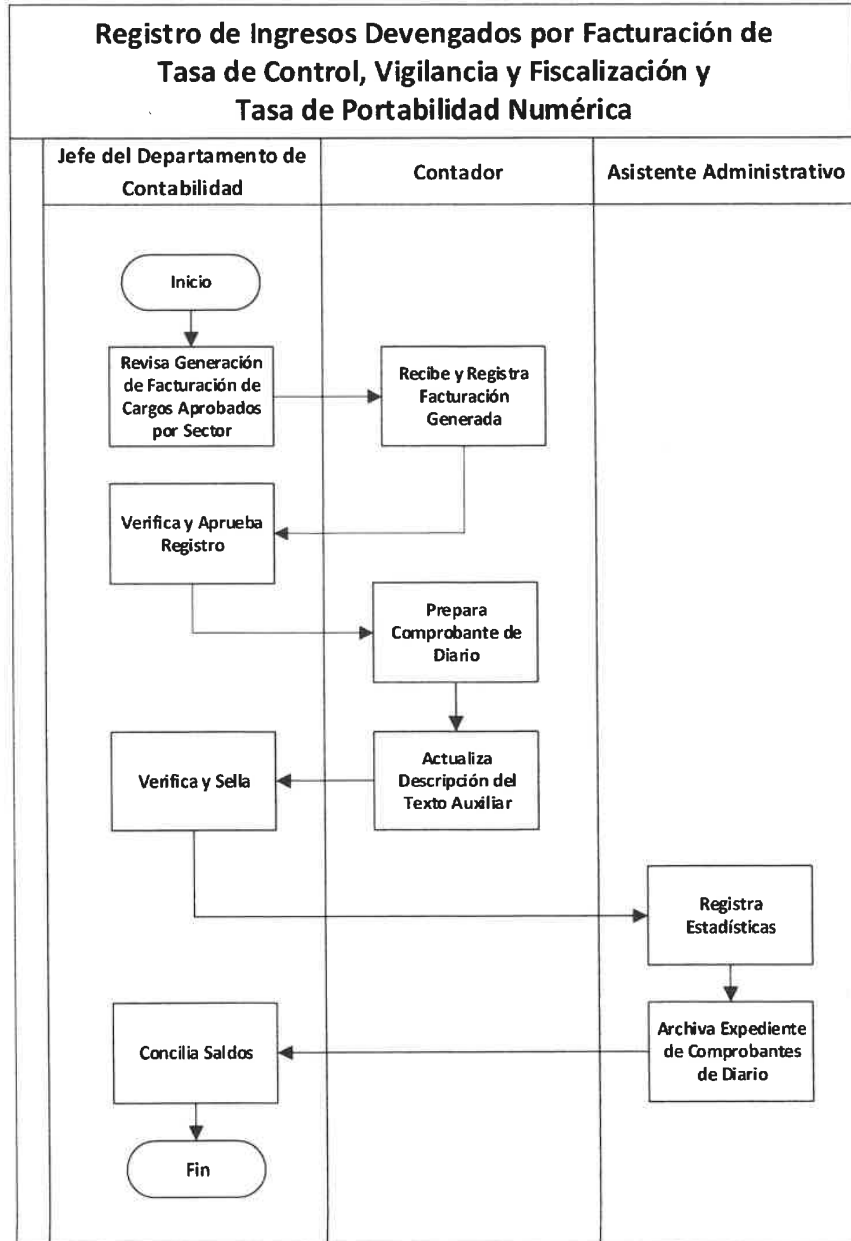 Registro de Ingresos Devengados por Facturación de
Tasa de Control, Vigilancia y Fiscalización y
Tasa de Portabilidad Numérica
Jefe del Departamento de
Contabilidad
Contador
Asistente Administrativo
Inicio
Revisa Generación
de Facturación de
Cargos Aprobados
por Sector
Recibe y Registra
Facturación
Generada
Verifica y Aprueba
Registro
Prepara
Comprobante de
Diario
Actualiza
Descripción del
Texto Auxiliar
Verifica y Sella
Registra
Estadísticas
Archiva Expediente
de Comprobantes
de Diario
Concilia Saldos
Fin